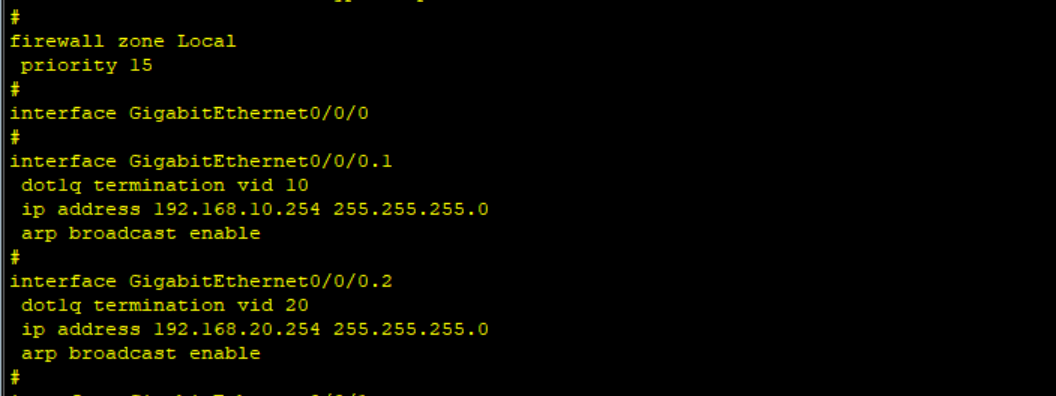 #
firewall zone Local
priority 15
#
interface GigabitEthernet0/0/0
#
interface GigabitEthernet0/0/0.1
dot1q termination vid 10
ip address 192.168.10.254 255.255.255.0
arp broadcast enable
#
interface GigabitEthernet0/0/0.2
dot1q termination vid 20
ip address 192.168.20.254 255.255.255.0
arp broadcast enable
#